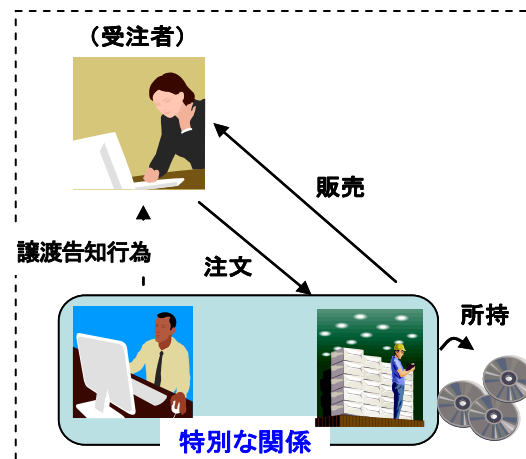 （受注者）
販売
譲渡告知行為
注文
所持
特別な関係